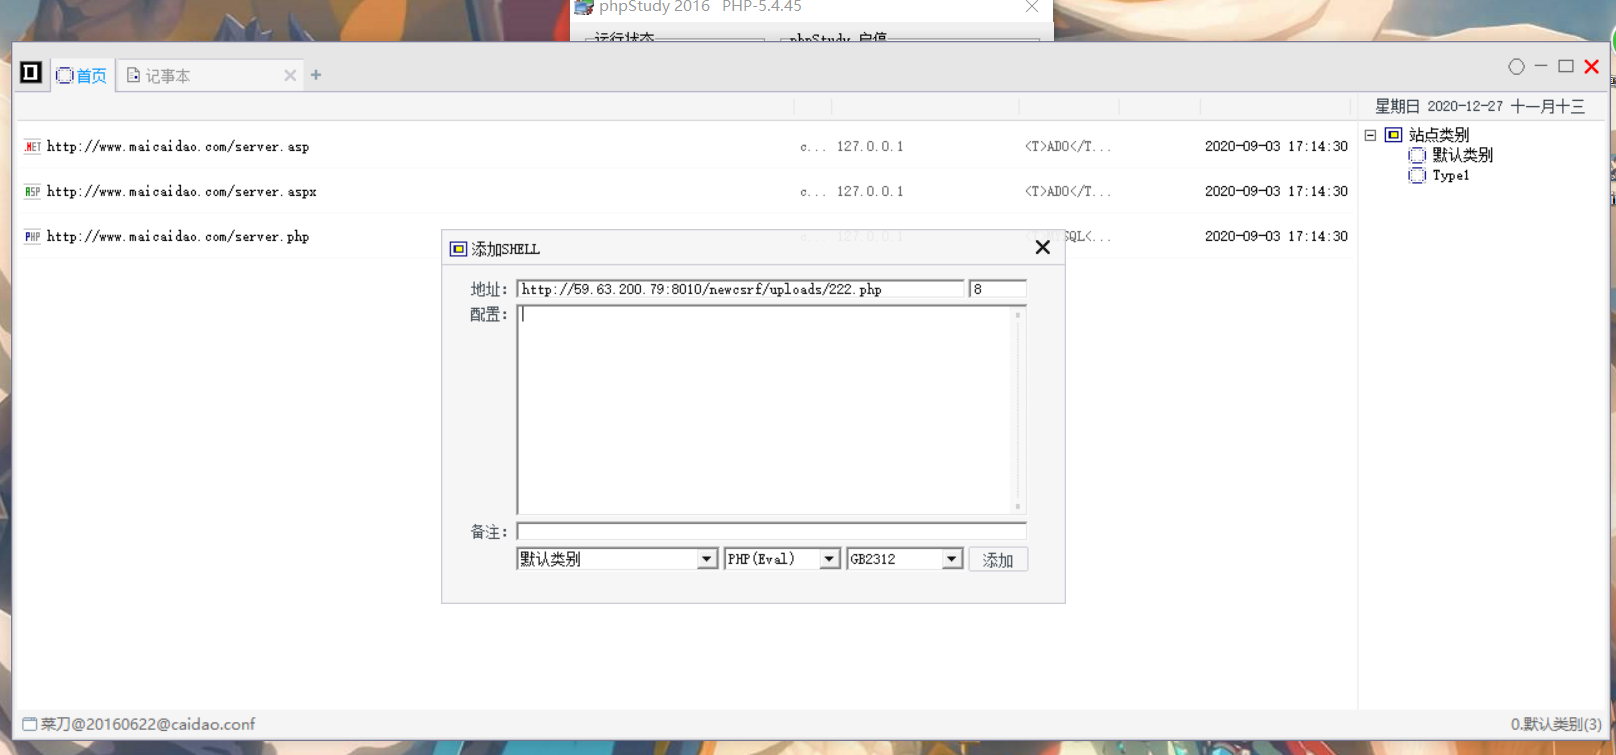 phpStudy 2016 PHP-5.4.45
运行状态 phpStudy 启停
首页 记事本
星期日 2020-12-27 十一月十三
.NET http://www.maicaidao.com/server.asp c... 127.0.0.1 <T>ADO</T... 2020-09-03 17:14:30
ASP http://www.maicaidao.com/server.aspx c... 127.0.0.1 <T>ADO</T... 2020-09-03 17:14:30
PHP http://www.maicaidao.com/server.php c... 127.0.0.1 <T>MYSQL<... 2020-09-03 17:14:30
站点类别
默认类别
Type1
添加SHELL
地址: http://59.63.200.79:8010/newcsrf/uploads/222.php 8
配置:
备注:
默认类别 PHP(Eval) GB2312 添加
菜刀@20160622@caidao.conf 0.默认类别(3)